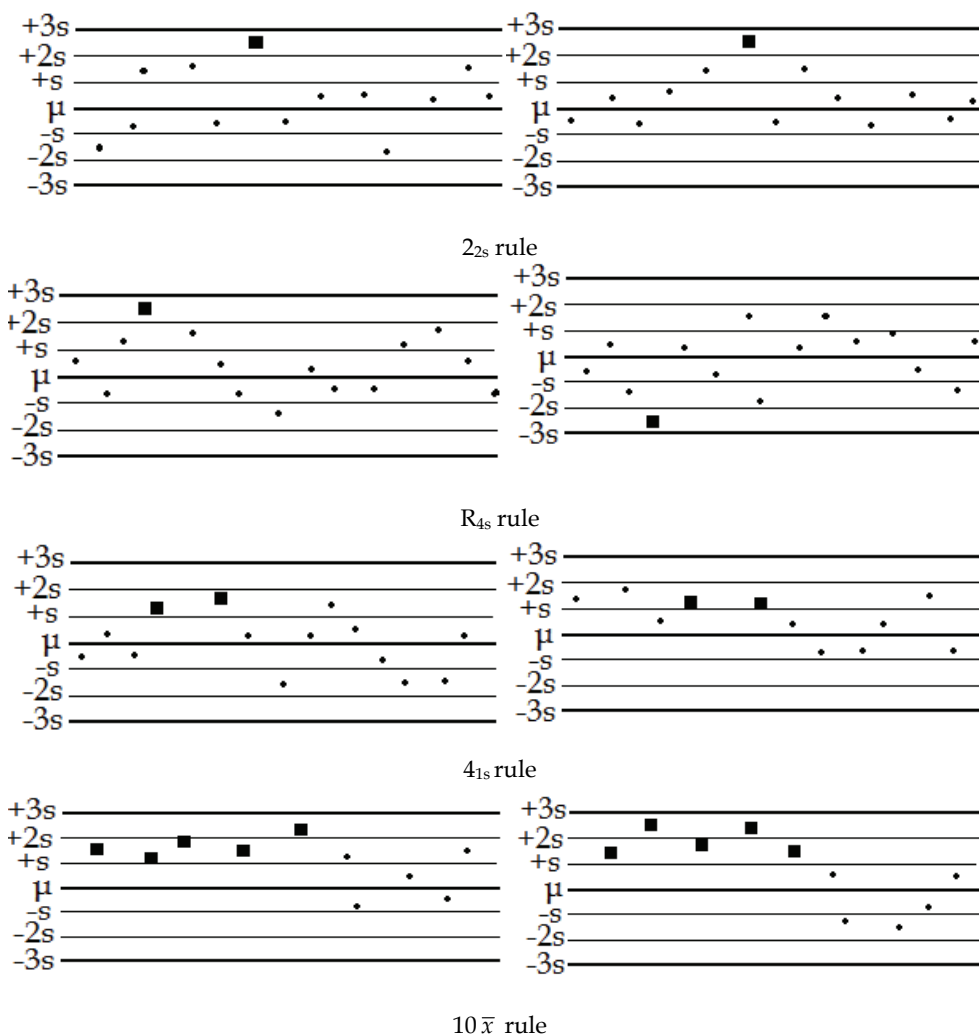 +3s
+2s
+s
μ
-s
-2s
-3s
+3s
+2s
+s
μ
-s
-2s
-3s
2₂ₛ rule
+3s
+2s
+s
μ
-s
-2s
-3s
+3s
+2s
+s
μ
-s
-2s
-3s
R₄ₛ rule
+3s
+2s
+s
μ
-s
-2s
-3s
+3s
+2s
+s
μ
-s
-2s
-3s
4₁ₛ rule
+3s
+2s
+s
μ
-s
-2s
-3s
+3s
+2s
+s
μ
-s
-2s
-3s
10 x̅ rule